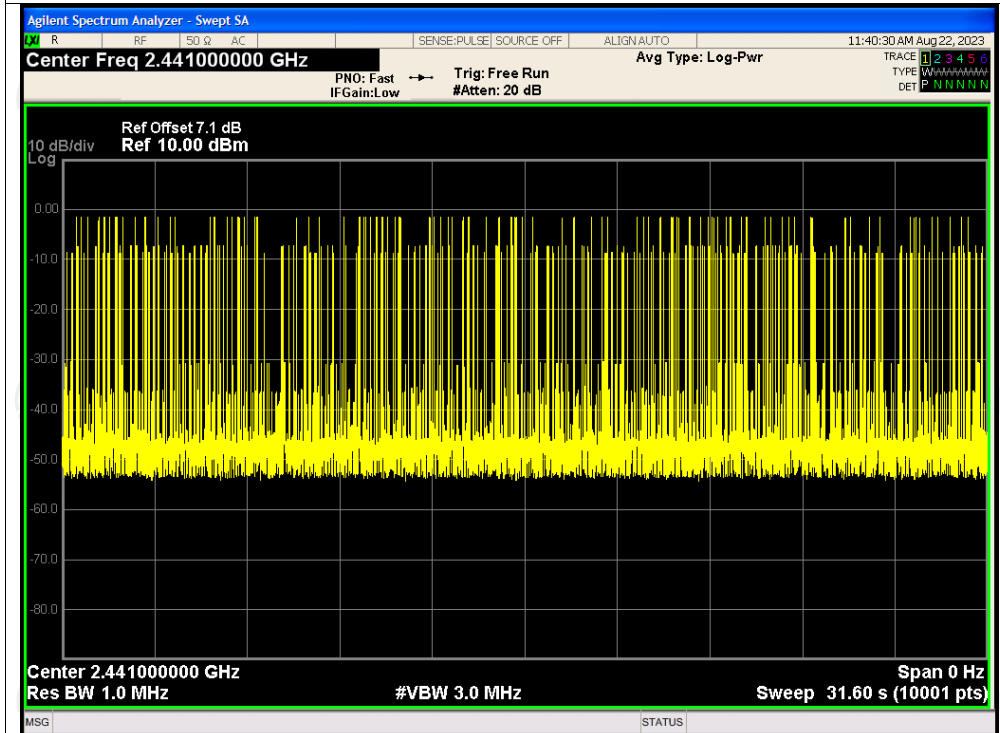 Agilent Spectrum Analyzer - Swept SA
LXI R RF 50 Ω AC SENSE:PULSE SOURCE OFF ALIGN AUTO 11:40:30 AM Aug 22, 2023
Center Freq 2.441000000 GHz Avg Type: Log-Pwr TRACE 1 2 3 4 5 6
PNO: Fast Trig: Free Run TYPE WWWWWW
IFGain:Low #Atten: 20 dB DET P N N N N N
Ref Offset 7.1 dB
10 dB/div Ref 10.00 dBm
Log
0.00
-10.0
-20.0
-30.0
-40.0
-50.0
-60.0
-70.0
-80.0
Center 2.441000000 GHz Span 0 Hz
Res BW 1.0 MHz #VBW 3.0 MHz Sweep 31.60 s (10001 pts)
MSG STATUS